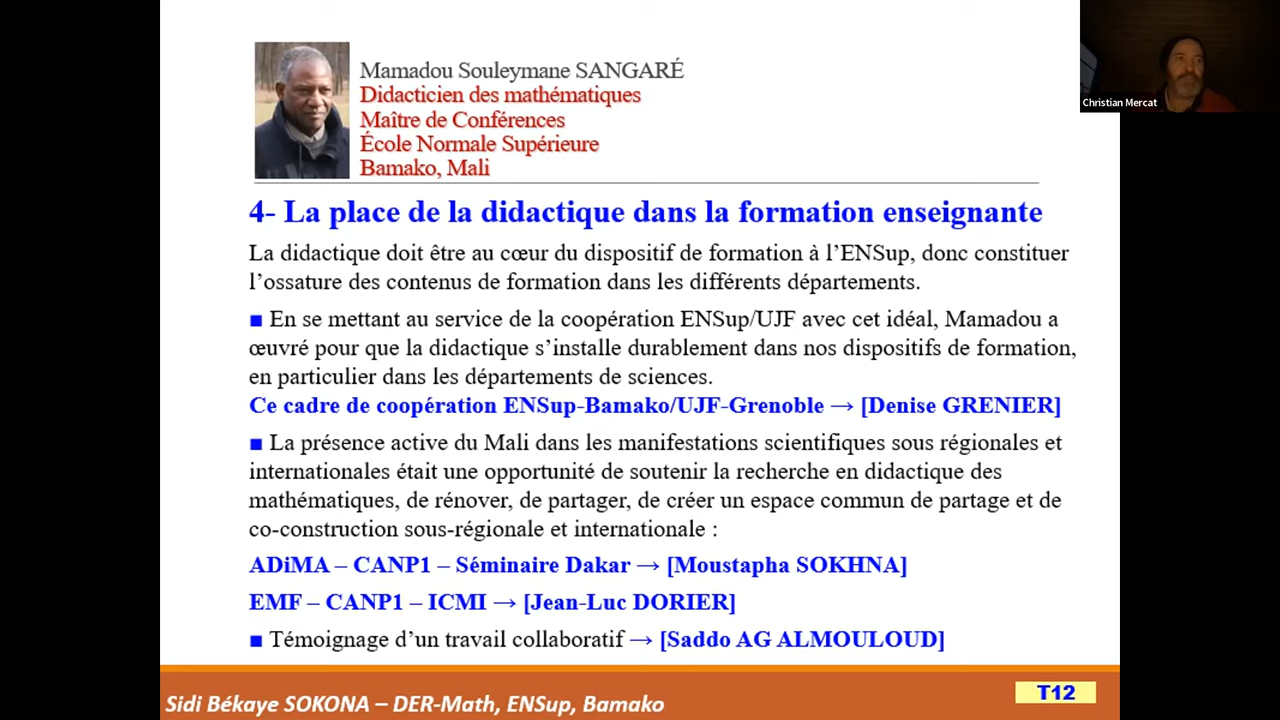 Mamadou Souleymane SANGARÉ
Didacticien des mathématiques
Maître de Conférences
École Normale Supérieure
Bamako, Mali
Christian Mercat
4- La place de la didactique dans la formation enseignante
La didactique doit être au cœur du dispositif de formation à l’ENSup, donc constituer
l’ossature des contenus de formation dans les différents départements.
■ En se mettant au service de la coopération ENSup/UJF avec cet idéal, Mamadou a
œuvré pour que la didactique s’installe durablement dans nos dispositifs de formation,
en particulier dans les départements de sciences.
Ce cadre de coopération ENSup-Bamako/UJF-Grenoble → [Denise GRENIER]
■ La présence active du Mali dans les manifestations scientifiques sous régionales et
internationales était une opportunité de soutenir la recherche en didactique des
mathématiques, de rénover, de partager, de créer un espace commun de partage et de
co-construction sous-régionale et internationale :
ADiMA – CANP1 – Séminaire Dakar → [Moustapha SOKHNA]
EMF – CANP1 – ICMI → [Jean-Luc DORIER]
■ Témoignage d’un travail collaboratif → [Saddo AG ALMOULOUD]
Sidi Békaye SOKONA – DER-Math, ENSup, Bamako
T12